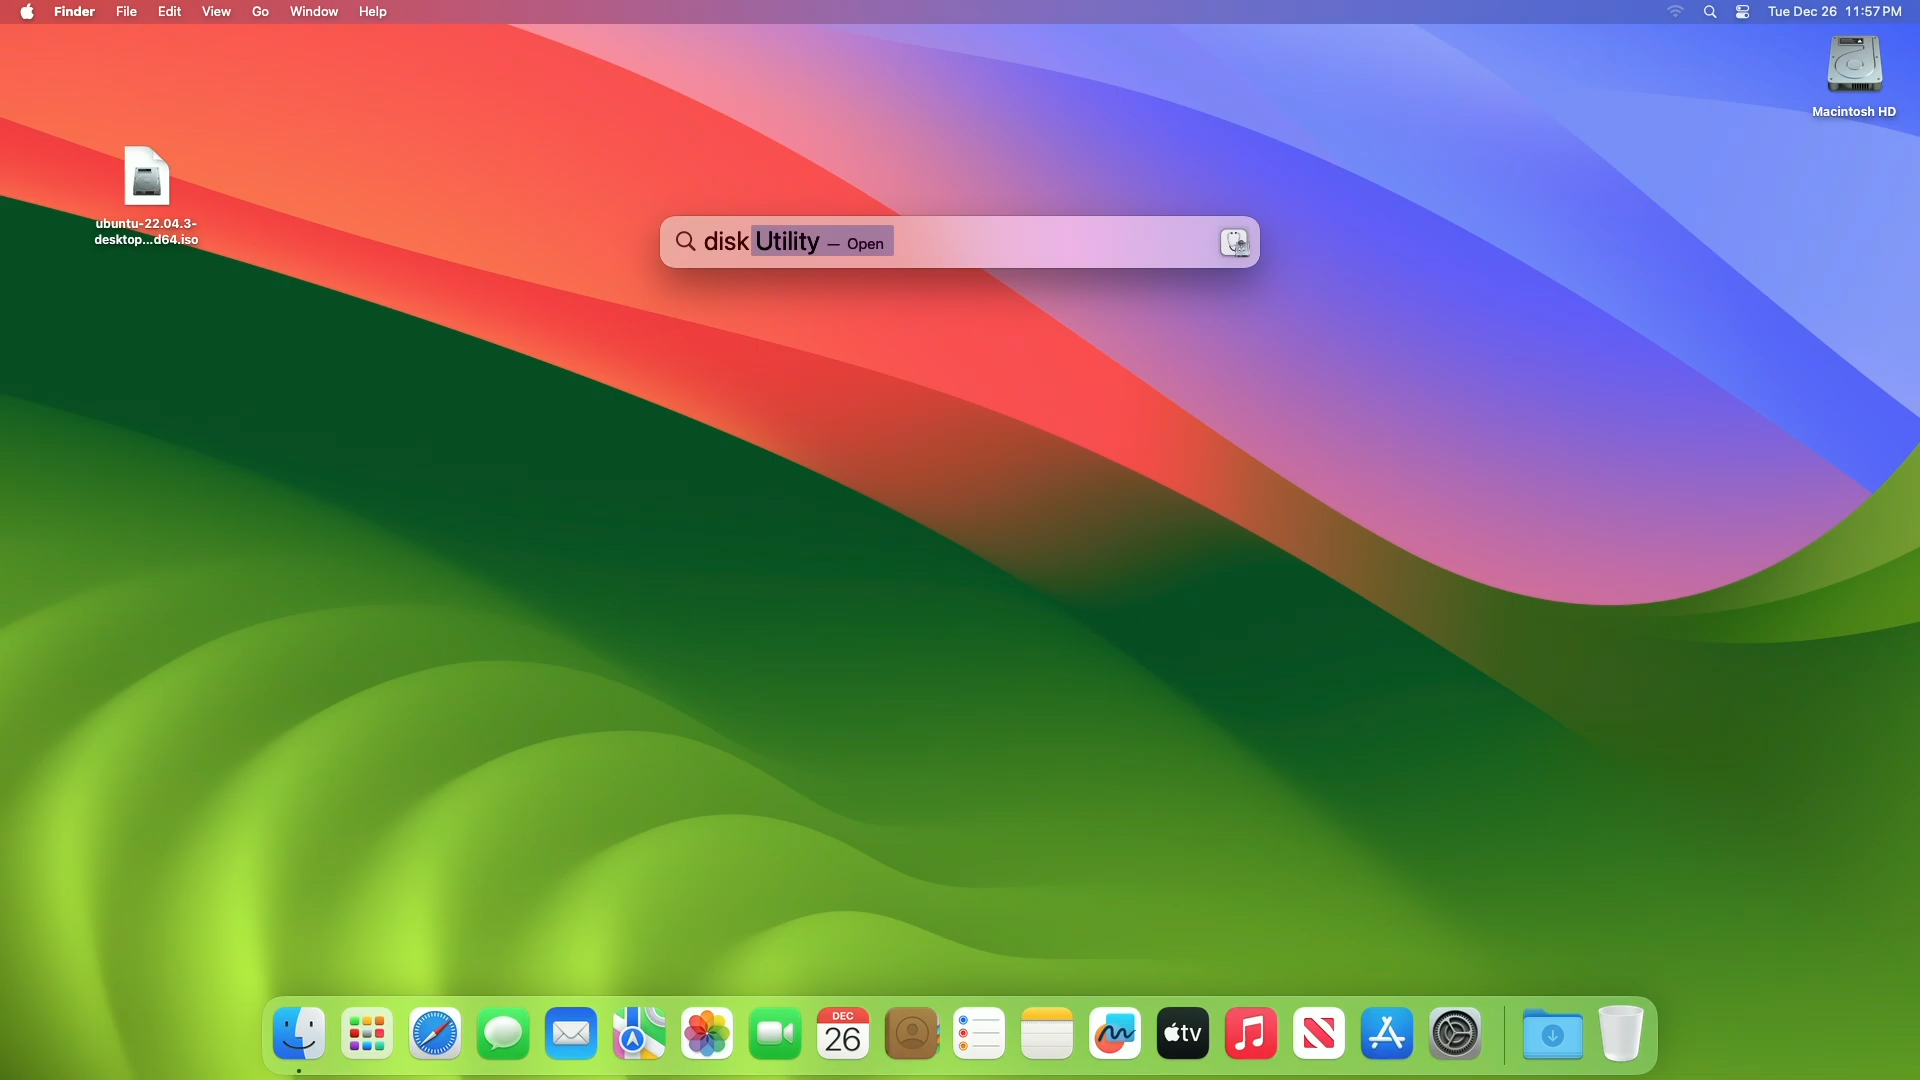 Finder File Edit View Go Window Help
Tue Dec 26 11:57 PM
Macintosh HD
ubuntu-22.04.3-
desktop...d64.iso
disk Utility — Open
DEC
26
tv